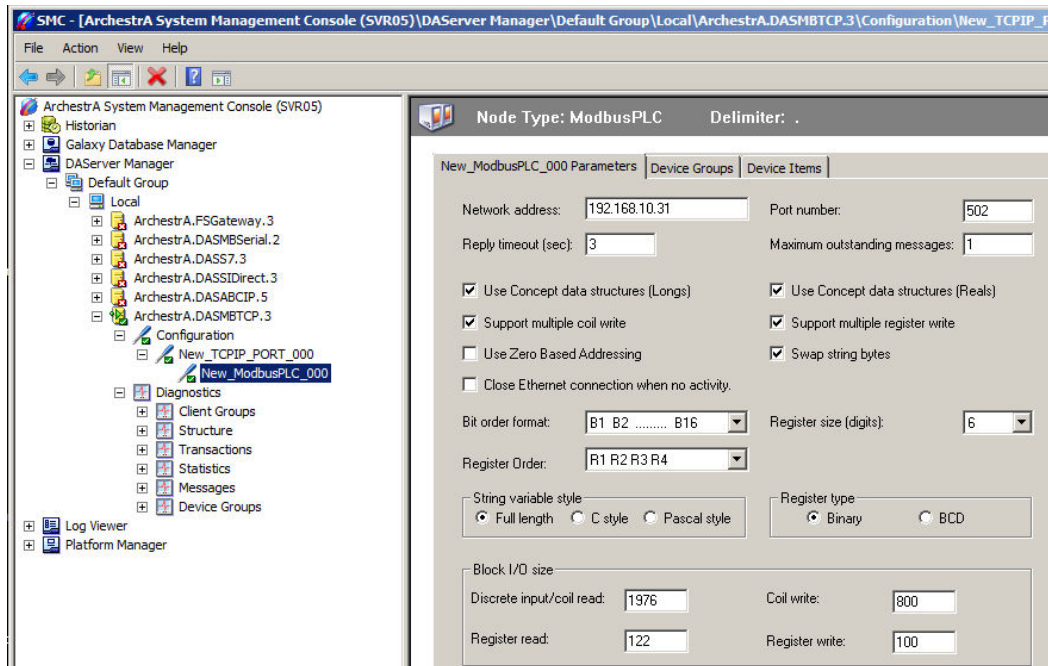 SMC - [ArchestrA System Management Console (SVR05)\DAServer Manager\Default Group\Local\ArchestrA.DASMBTCP.3\Configuration\New_TCPIP_
File Action View Help
ArchestrA System Management Console (SVR05)
Historian
Galaxy Database Manager
DAServer Manager
Default Group
Local
ArchestrA.FSGateway.3
ArchestrA.DASMBSerial.2
ArchestrA.DASS7.3
ArchestrA.DASSIDirect.3
ArchestrA.DASABCIP.5
ArchestrA.DASMBTCP.3
Configuration
New_TCPIP_PORT_000
New_ModbusPLC_000
Diagnostics
Client Groups
Structure
Transactions
Statistics
Messages
Device Groups
Log Viewer
Platform Manager
Node Type: ModbusPLC Delimiter: .
New_ModbusPLC_000 Parameters Device Groups Device Items
Network address: 192.168.10.31 Port number: 502
Reply timeout (sec): 3 Maximum outstanding messages: 1
Use Concept data structures (Longs) Use Concept data structures (Reals)
Support multiple coil write Support multiple register write
Use Zero Based Addressing Swap string bytes
Close Ethernet connection when no activity.
Bit order format: B1 B2 ......... B16 Register size (digits): 6
Register Order: R1 R2 R3 R4
String variable style Register type
Full length C style Pascal style Binary BCD
Block I/O size
Discrete input/coil read: 1976 Coil write: 800
Register read: 122 Register write: 100